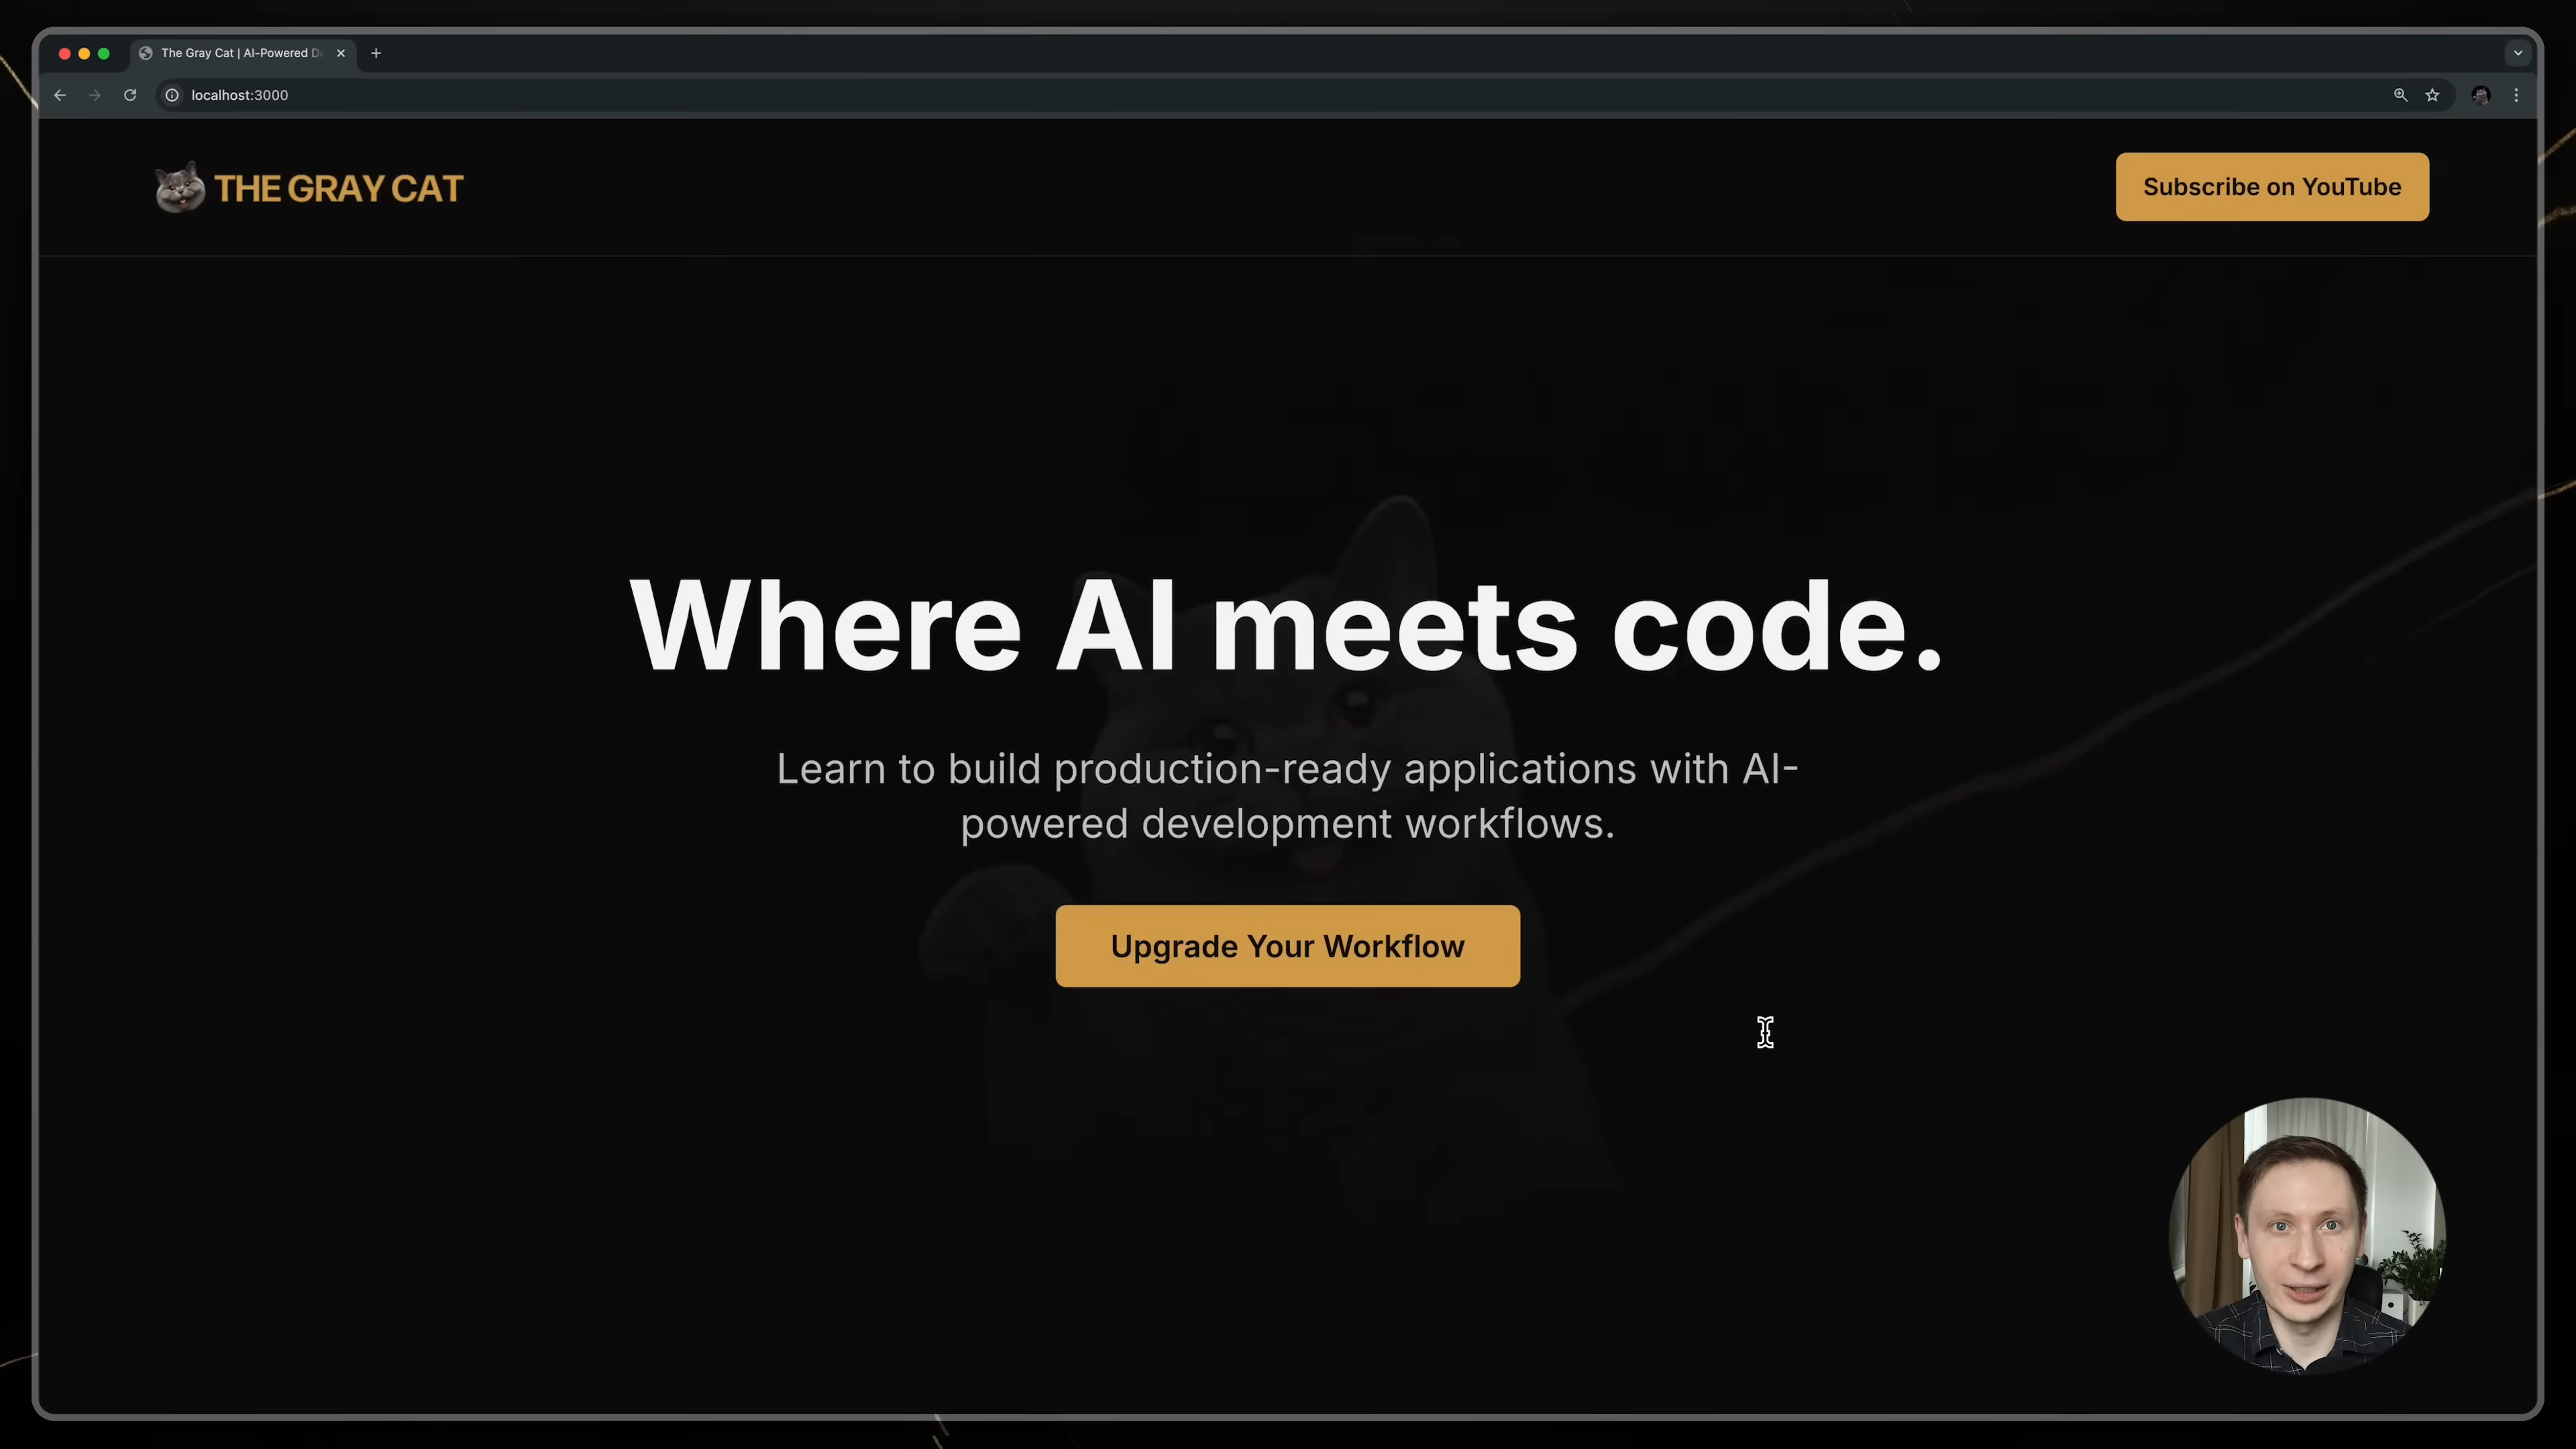 The Gray Cat | AI-Powered D
localhost:3000
THE GRAY CAT
Subscribe on YouTube
Where AI meets code.
Learn to build production-ready applications with AI-
powered development workflows.
Upgrade Your Workflow